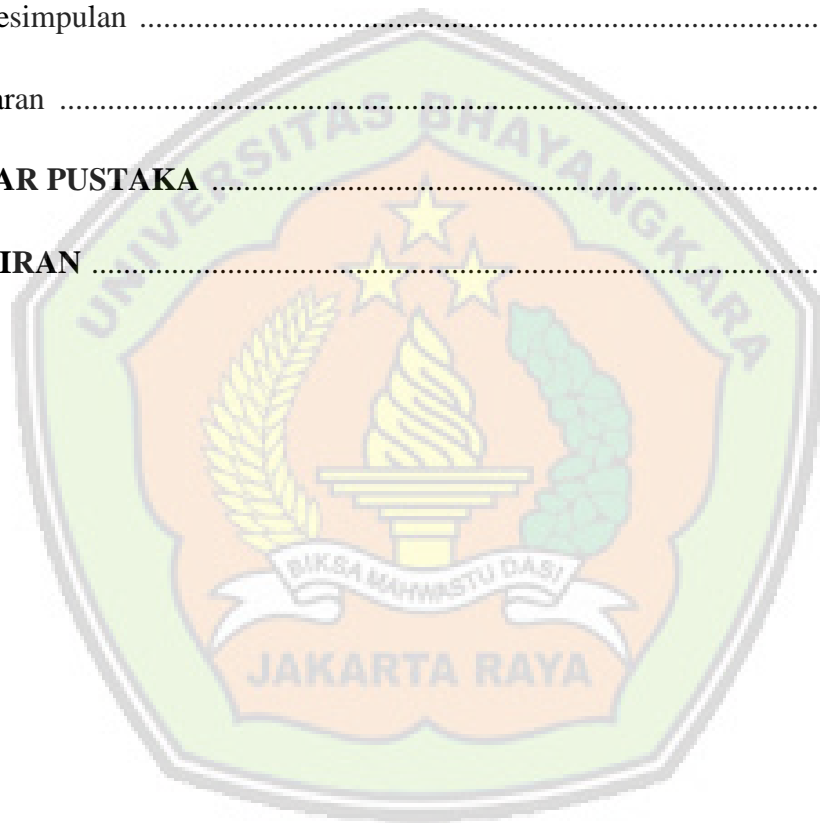 esimpulan ........................................................................................
aran ..................................................................................................
AR PUSTAKA ..............................................................................
IRAN .............................................................................................
UNIVERSITAS BHAYANGKARA
BIKSA MAHWASTU DASI
JAKARTA RAYA